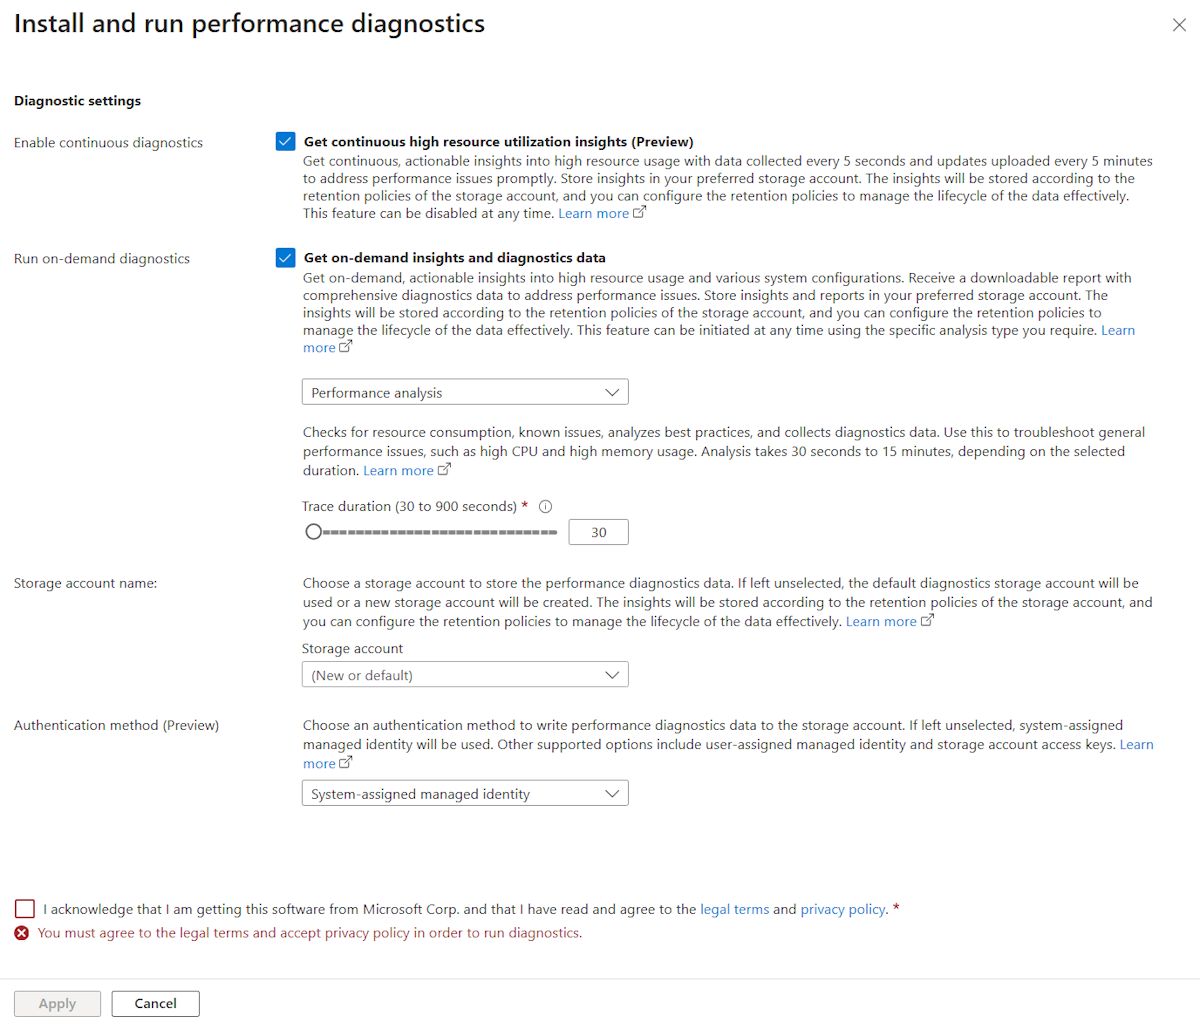 Install and run performance diagnostics
Diagnostic settings
Enable continuous diagnostics
Get continuous high resource utilization insights (Preview)
Get continuous, actionable insights into high resource usage with data collected every 5 seconds and updates uploaded every 5 minutes
to address performance issues promptly. Store insights in your preferred storage account. The insights will be stored according to the
retention policies of the storage account, and you can configure the retention policies to manage the lifecycle of the data effectively.
This feature can be disabled at any time. Learn more
Run on-demand diagnostics
Get on-demand insights and diagnostics data
Get on-demand, actionable insights into high resource usage and various system configurations. Receive a downloadable report with
comprehensive diagnostics data to address performance issues. Store insights and reports in your preferred storage account. The
insights will be stored according to the retention policies of the storage account, and you can configure the retention policies to
manage the lifecycle of the data effectively. This feature can be initiated at any time using the specific analysis type you require. Learn
more
Performance analysis
Checks for resource consumption, known issues, analyzes best practices, and collects diagnostics data. Use this to troubleshoot general
performance issues, such as high CPU and high memory usage. Analysis takes 30 seconds to 15 minutes, depending on the selected
duration. Learn more
Trace duration (30 to 900 seconds) *
30
Storage account name:
Choose a storage account to store the performance diagnostics data. If left unselected, the default diagnostics storage account will be
used or a new storage account will be created. The insights will be stored according to the retention policies of the storage account, and
you can configure the retention policies to manage the lifecycle of the data effectively. Learn more
Storage account
(New or default)
Authentication method (Preview)
Choose an authentication method to write performance diagnostics data to the storage account. If left unselected, system-assigned
managed identity will be used. Other supported options include user-assigned managed identity and storage account access keys. Learn
more
System-assigned managed identity
I acknowledge that I am getting this software from Microsoft Corp. and that I have read and agree to the legal terms and privacy policy. *
You must agree to the legal terms and accept privacy policy in order to run diagnostics.
Apply
Cancel